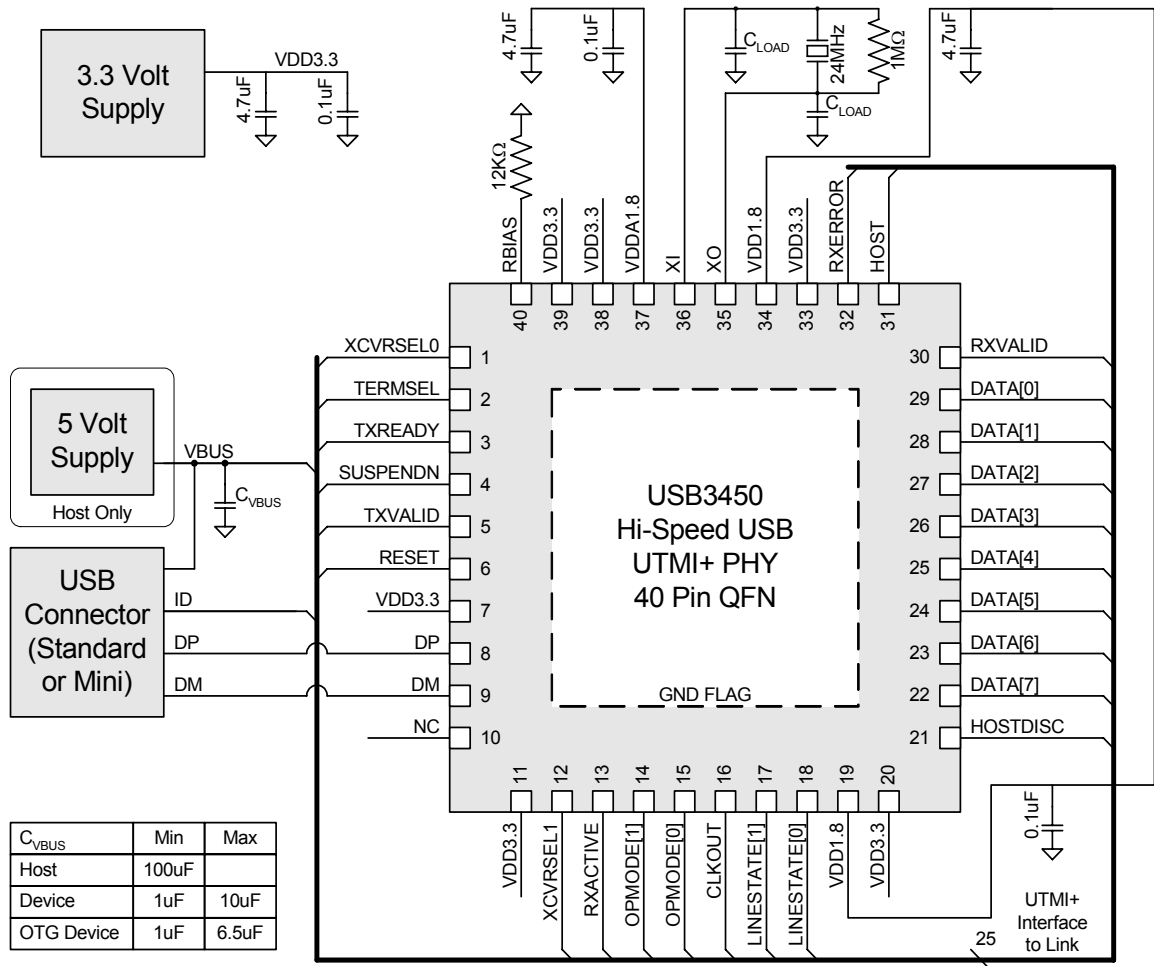 3.3 Volt
Supply
VDD3.3
4.7uF
0.1uF
4.7uF
0.1uF
C_LOAD
24MHz
1MΩ
C_LOAD
4.7uF
12KΩ
RBIAS
VDD3.3
VDD3.3
VDDA1.8
XI
XO
VDD1.8
VDD3.3
RXERROR
HOST
40
39
38
37
36
35
34
33
32
31
XCVRSEL0
1
TERMSEL
2
TXREADY
3
SUSPENDN
4
TXVALID
5
RESET
6
VDD3.3
7
DP
8
DM
9
NC
10
5 Volt
Supply
Host Only
VBUS
C_VBUS
USB
Connector
(Standard
or Mini)
ID
DP
DM
USB3450
Hi-Speed USB
UTMI+ PHY
40 Pin QFN
GND FLAG
30
RXVALID
29
DATA[0]
28
DATA[1]
27
DATA[2]
26
DATA[3]
25
DATA[4]
24
DATA[5]
23
DATA[6]
22
DATA[7]
21
HOSTDISC
11
12
13
14
15
16
17
18
19
20
VDD3.3
XCVRSEL1
RXACTIVE
OPMODE[1]
OPMODE[0]
CLKOUT
LINESTATE[1]
LINESTATE[0]
VDD1.8
VDD3.3
0.1uF
UTMI+
Interface
to Link
25
C_VBUS Min Max
Host 100uF
Device 1uF 10uF
OTG Device 1uF 6.5uF